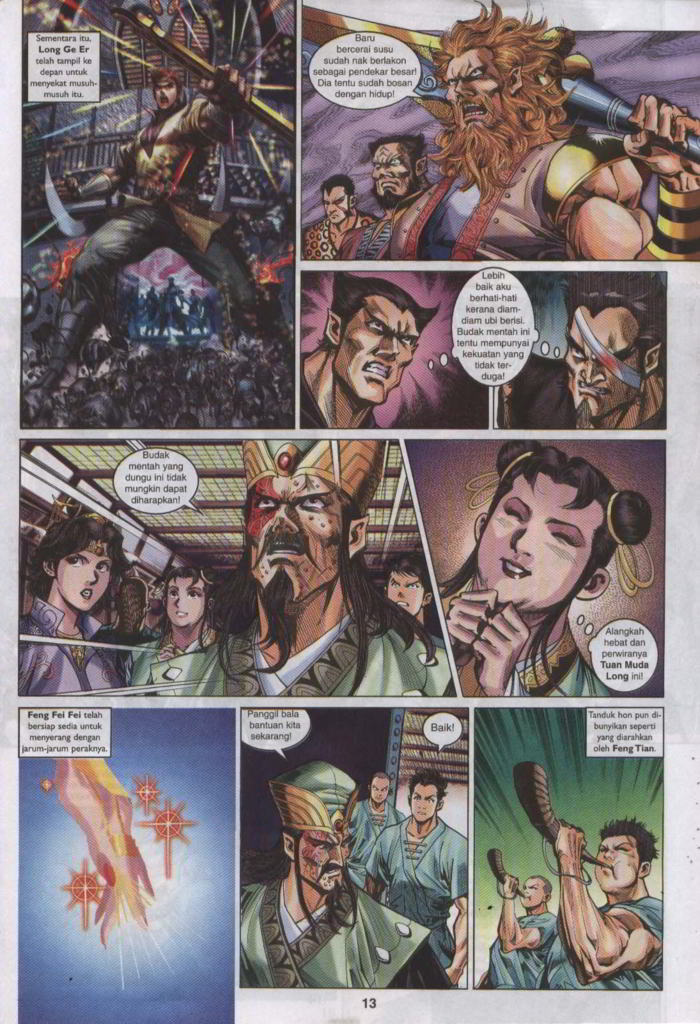 Sementara itu,
Long Ge Er
telah tampil ke
depan untuk
menyekat musuh-
musuh itu.
Baru
bercerai susu
sudah nak berlakon
sebagai pendekar besar!
Dia tentu sudah bosan
dengan hidup!
Lebih
baik aku
berhati-hati
kerana diam-
diam ubi berisi.
Budak mentah ini
tentu mempunyai
kekuatan yang
tidak ter-
duga!
Budak
mentah yang
dungu ini tidak
mungkin dapat
diharapkan!
Alangkah
hebat dan
perwiranya
Tuan Muda
Long ini!
Feng Fei Fei telah
bersiap sedia untuk
menyerang dengan
jarum-jarum peraknya.
Panggil bala
bantuan kita
sekarang!
Baik!
Tanduk hon pun di-
bunyikan seperti
yang diarahkan
oleh Feng Tian.
13